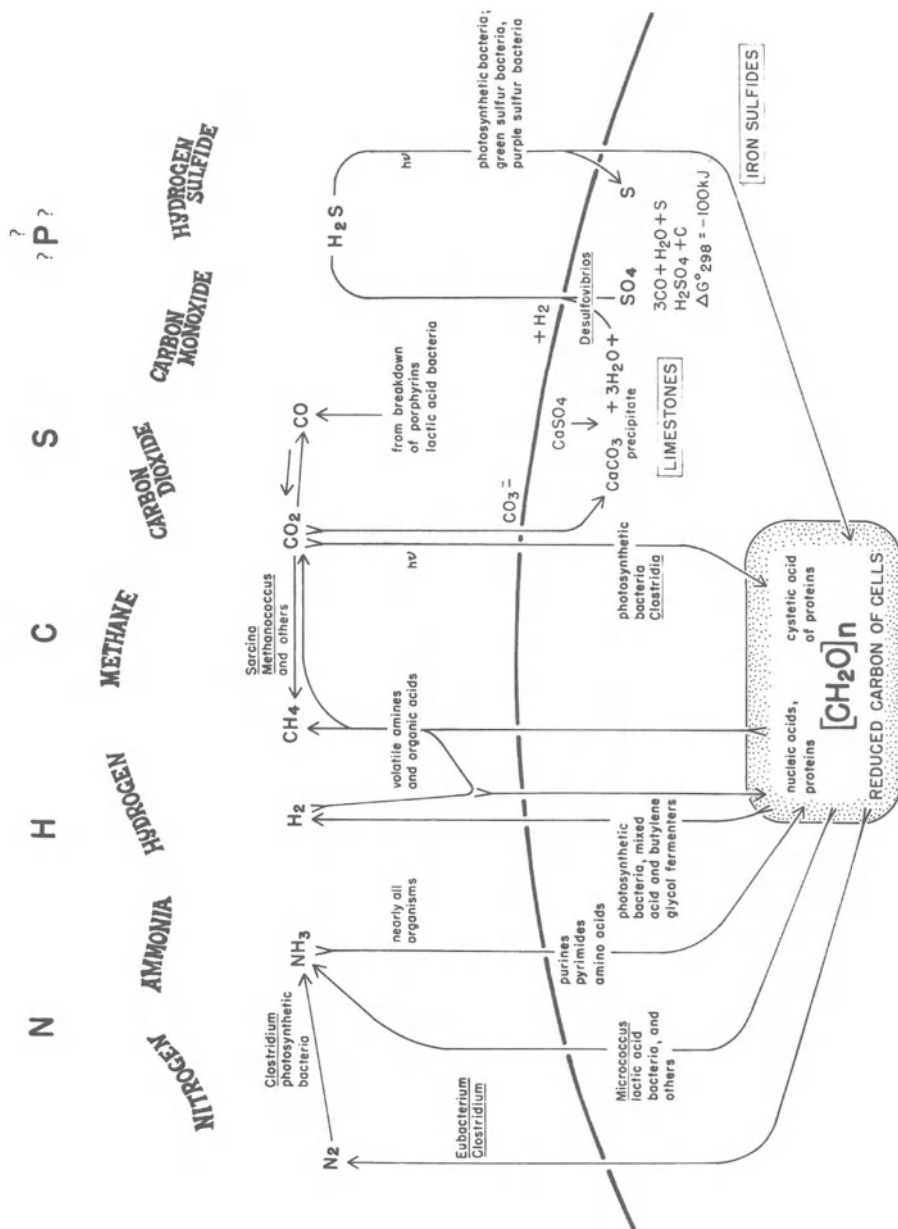 N H C S ?P?
?
NITROGEN
AMMONIA
HYDROGEN
METHANE
CARBON
DIOXIDE
CARBON
MONOXIDE
HYDROGEN
SULFIDE
N2
Clostridium
photosynthetic
bacteria
NH3
H2
CH4
Sarcina
Methanococcus
and others
CO2
CO
H2S
Eubacterium
Clostridium
nearly all
organisms
volatile amines
and organic acids
hν
from breakdown
of porphyrins
lactic acid bacteria
hν
photosynthetic bacteria;
green sulfur bacteria,
purple sulfur bacteria
CO3=
+H2
Micrococcus
lactic acid
bacteria, and
others
purines
pyrimides
amino acids
photosynthetic
bacteria, mixed
acid and butylene
glycol fermenters
photosynthetic
bacteria
Clostridia
CaSO4
CaCO3 + 3H2O+
precipitate
LIMESTONES
Desulfovibrios
SO4
S
3CO+H2O+S
H2SO4+C
ΔG°298=-100kJ
IRON SULFIDES
nucleic acids,
proteins
cystetic acid
of proteins
[CH2O]n
REDUCED CARBON OF CELLS